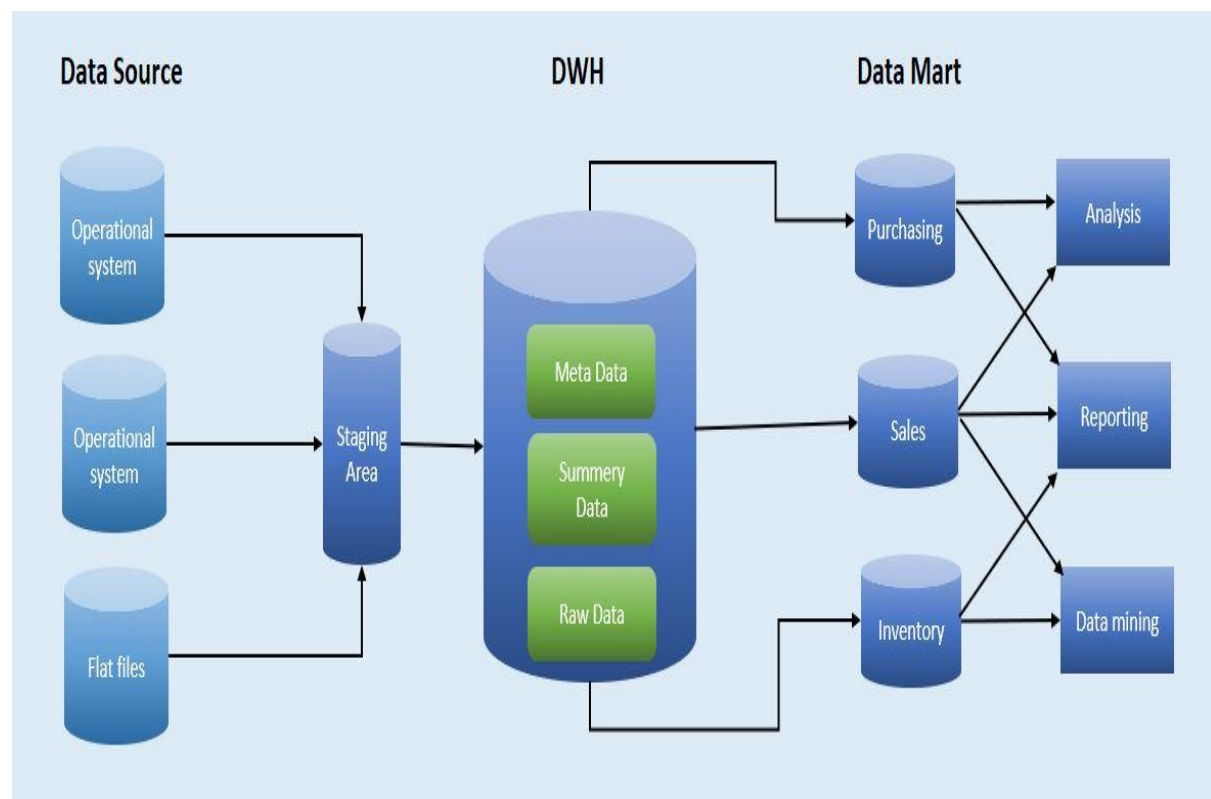 Data Source
DWH
Data Mart
Operational
system
Operational
system
Flat files
Staging
Area
Meta Data
Summery
Data
Raw Data
Purchasing
Sales
Inventory
Analysis
Reporting
Data mining